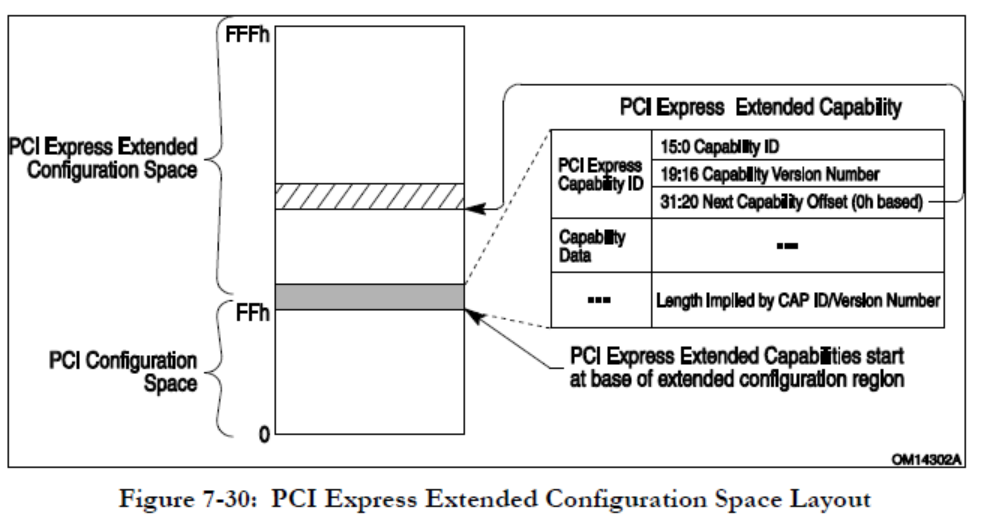 FFFh
PCI Express Extended
Configuration Space
FFh
PCI Configuration
Space
0
PCI Express Extended Capability
PCI Express
Capability ID
15:0 Capability ID
19:16 Capability Version Number
31:20 Next Capability Offset (0h based)
Capability
Data
---
---
Length Implied by CAP ID/Version Number
PCI Express Extended Capabilities start
at base of extended configuration region
OM14302A
Figure 7-30: PCI Express Extended Configuration Space Layout